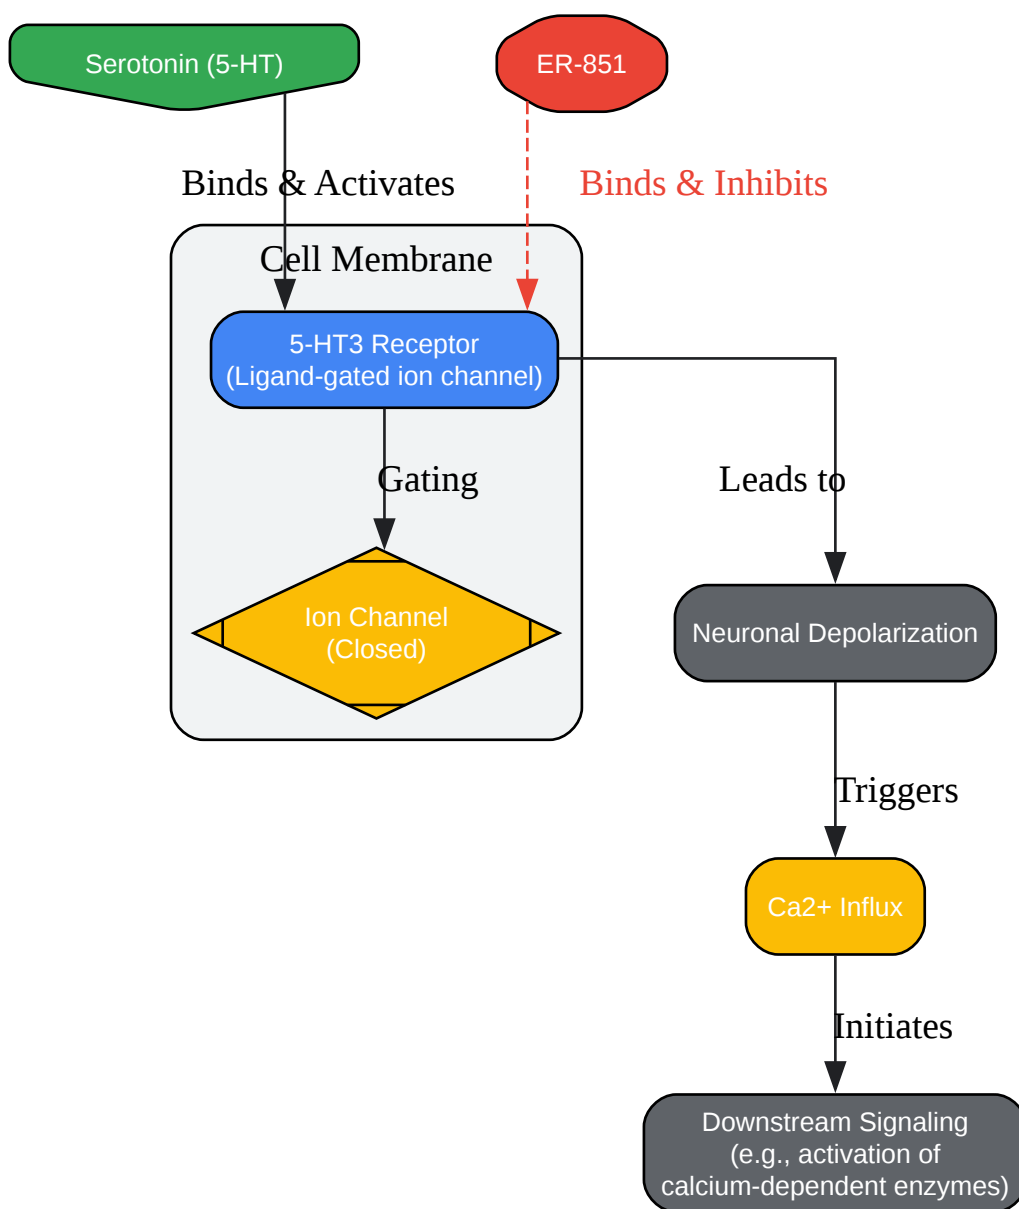 Serotonin (5-HT)
ER-851
Binds & Activates
Binds & Inhibits
Cell Membrane
5-HT3 Receptor
(Ligand-gated ion channel)
Gating
Leads to
Ion Channel
(Closed)
Neuronal Depolarization
Triggers
Ca2+ Influx
Initiates
Downstream Signaling
(e.g., activation of
calcium-dependent enzymes)